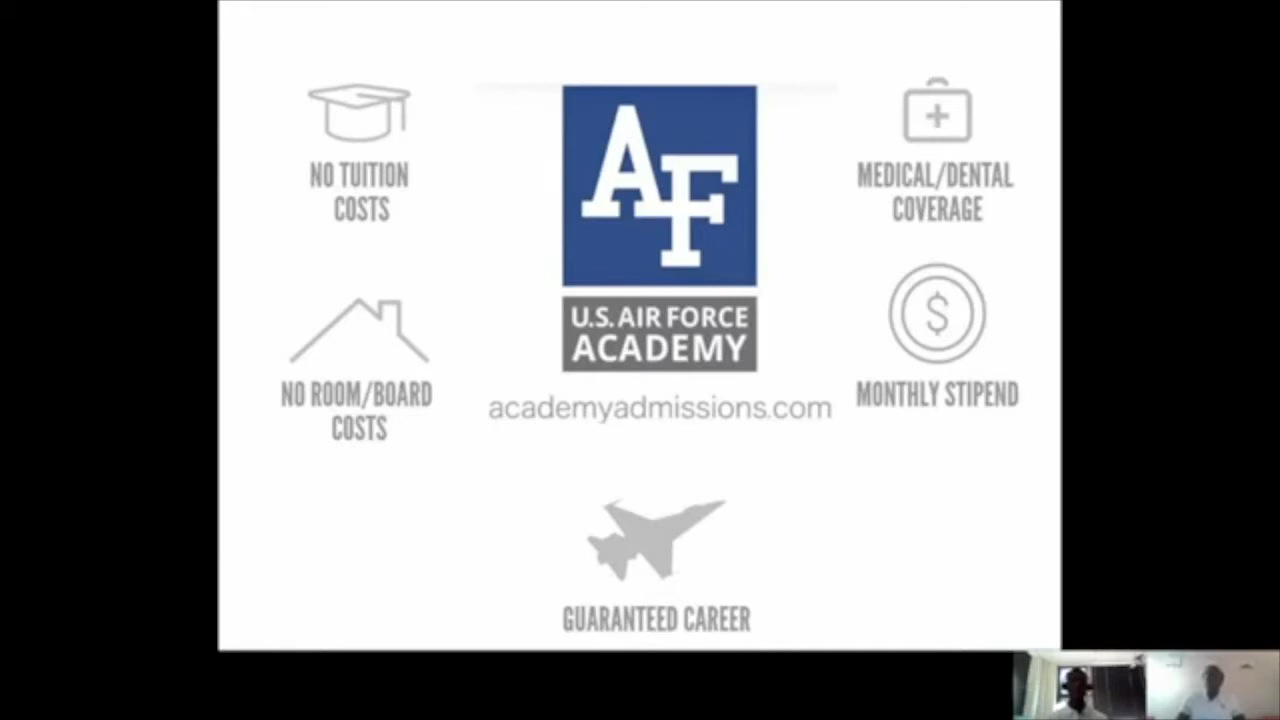 NO TUITION
COSTS
AF
U.S. AIR FORCE
ACADEMY
academyadmissions.com
MEDICAL/DENTAL
COVERAGE
NO ROOM/BOARD
COSTS
$
MONTHLY STIPEND
GUARANTEED CAREER